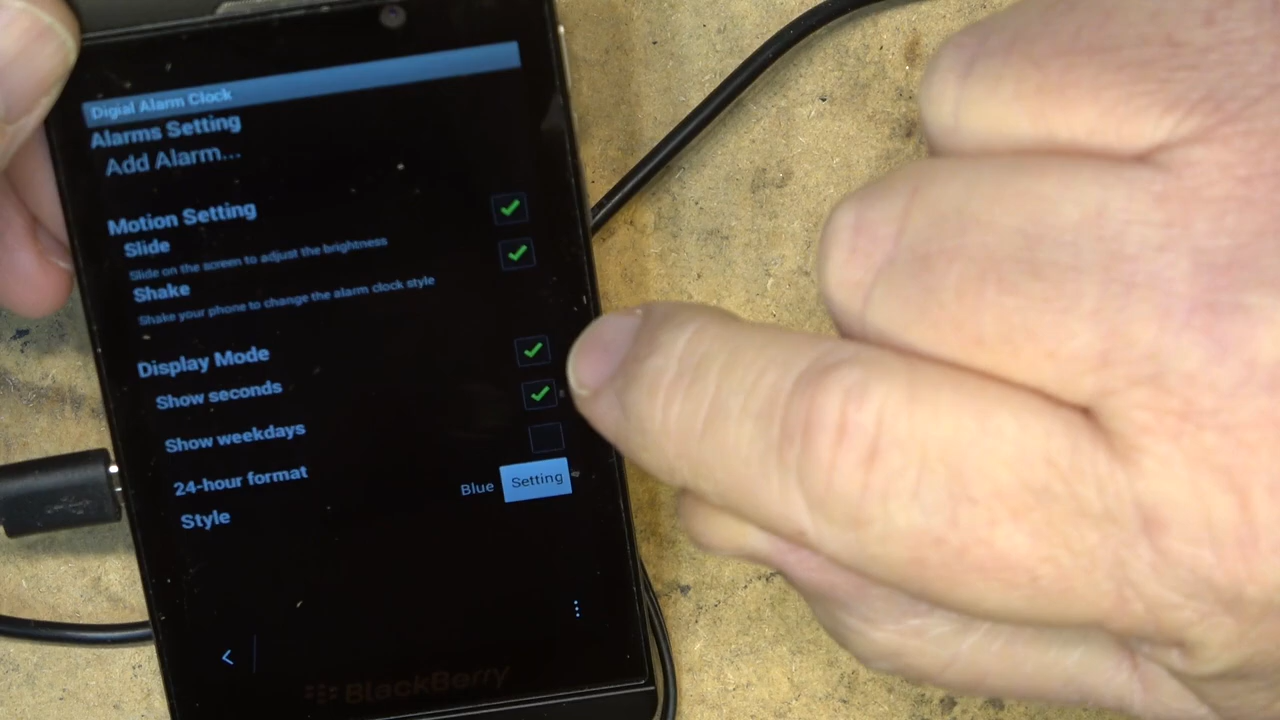 Digial Alarm Clock
Alarms Setting
Add Alarm...
Motion Setting
Slide
Slide on the screen to adjust the brightness
Shake
Shake your phone to change the alarm clock style
Display Mode
Show seconds
Show weekdays
24-hour format
Style
Blue Setting
BlackBerry